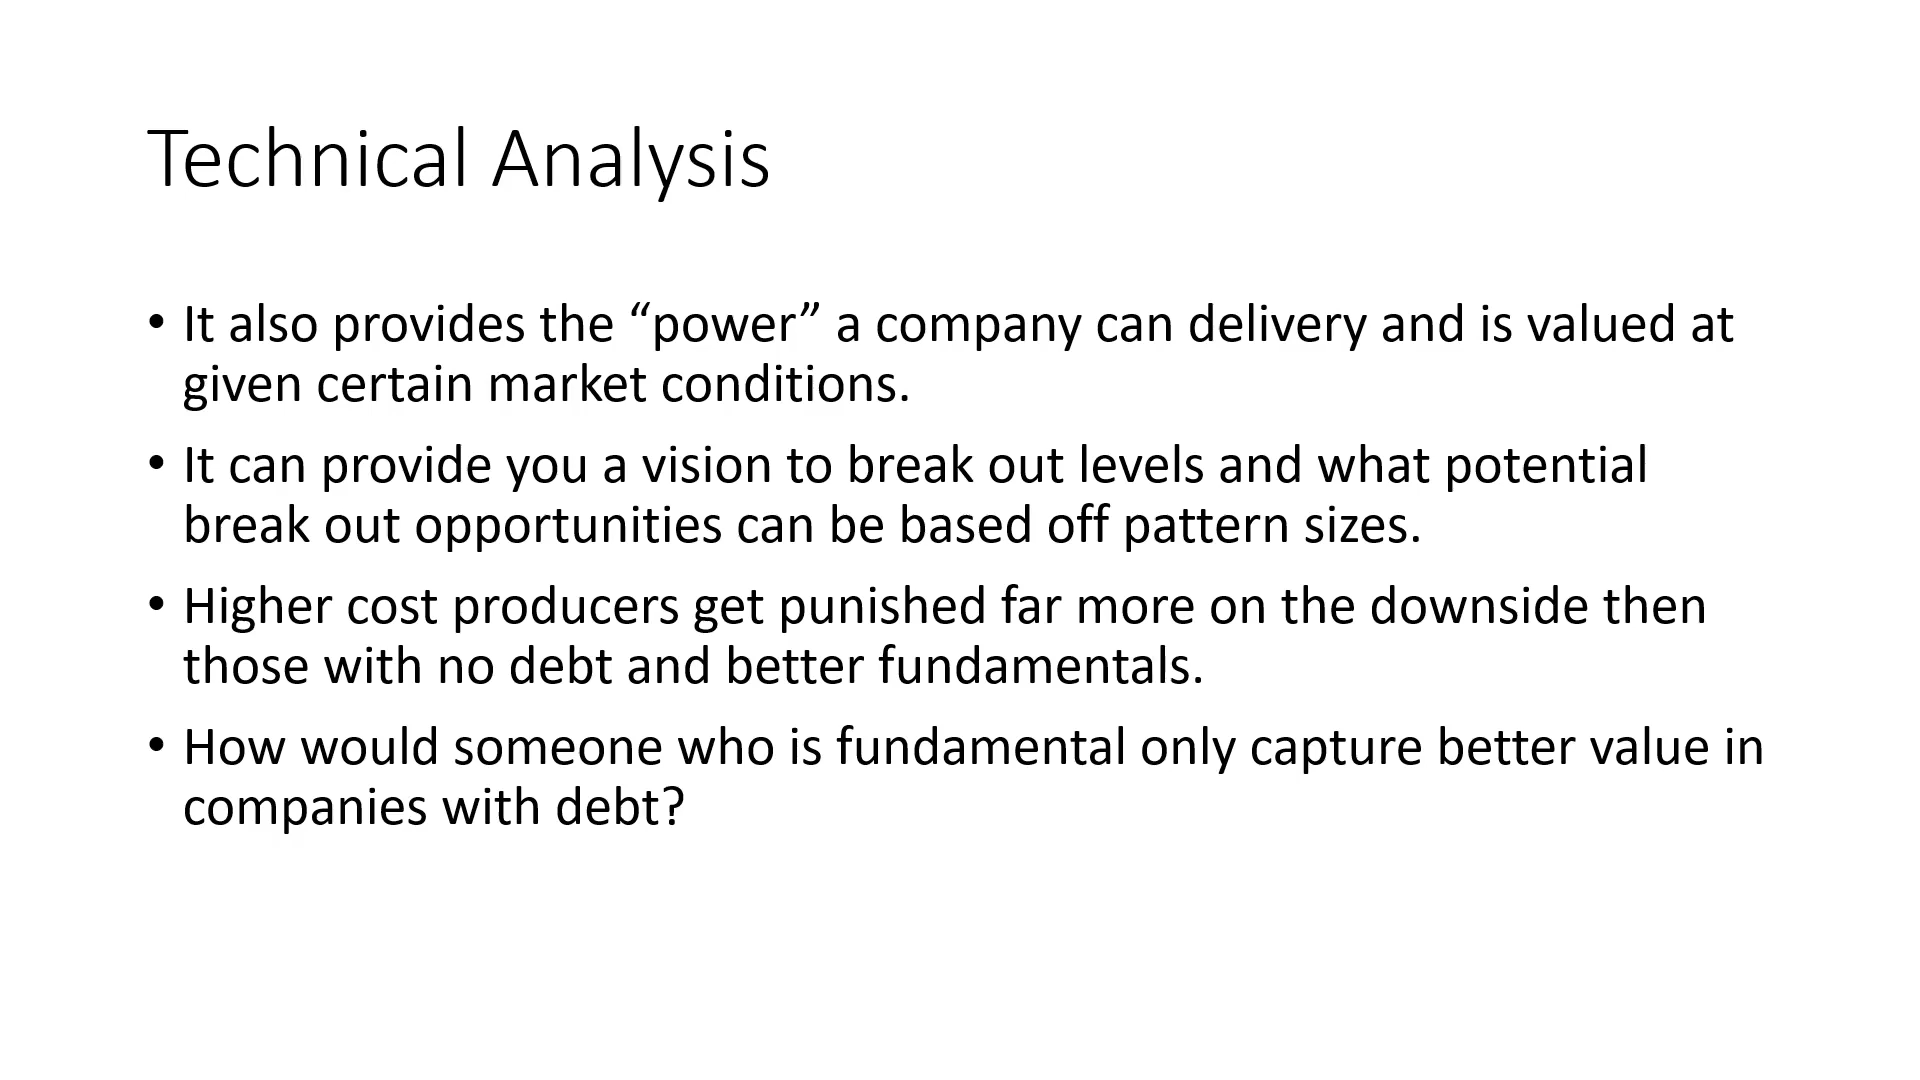 Technical Analysis
• It also provides the “power” a company can delivery and is valued at
given certain market conditions.
• It can provide you a vision to break out levels and what potential
break out opportunities can be based off pattern sizes.
• Higher cost producers get punished far more on the downside then
those with no debt and better fundamentals.
• How would someone who is fundamental only capture better value in
companies with debt?